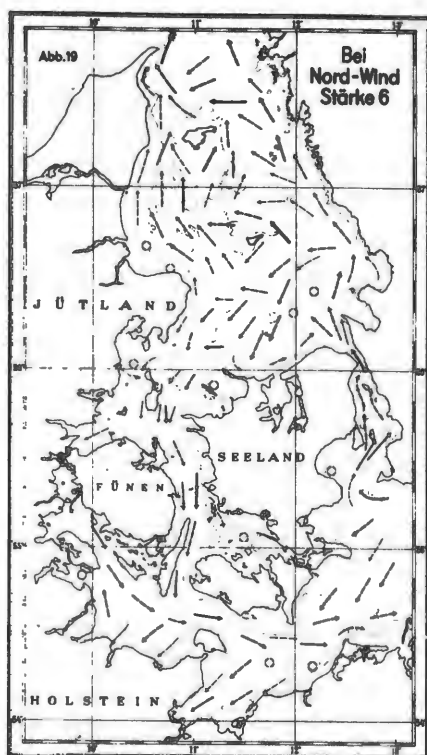 Abb.19
Bei
Nord-Wind
Stärke 6
JÜTLAND
SEELAND
FÜNEN
HOLSTEIN